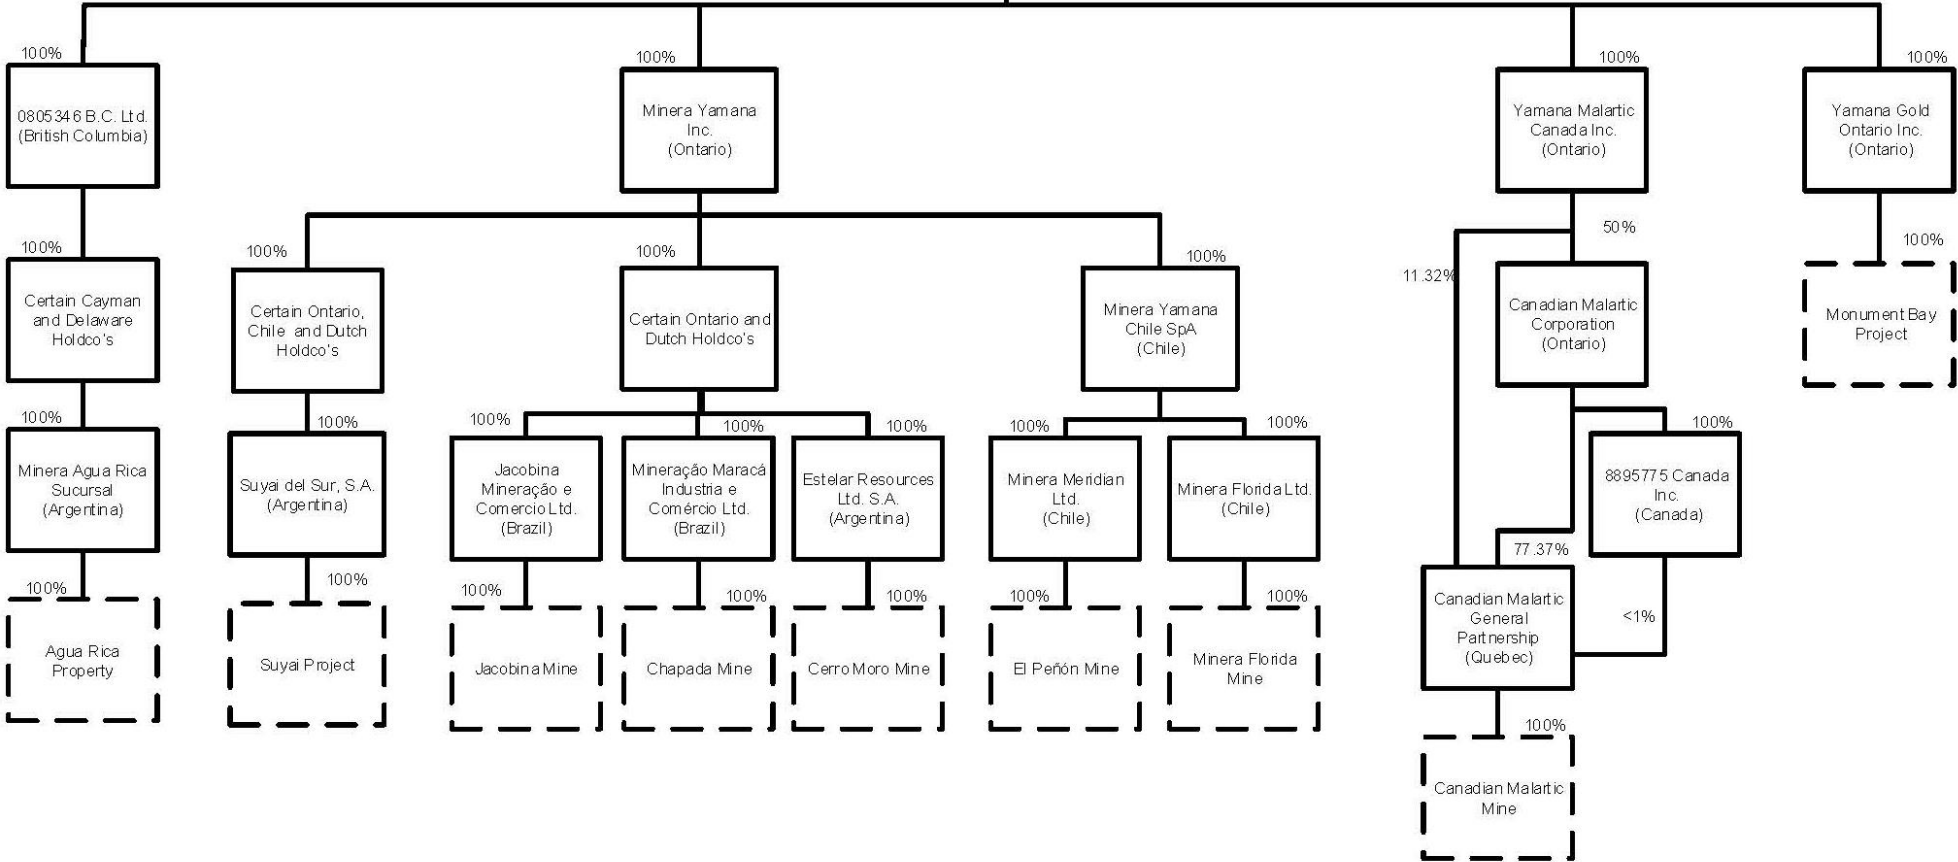 100%
0805346 B.C. Ltd.
(British Columbia)
100%
Certain Cayman
and Delaware
Holdco's
100%
Minera Agua Rica
Sucursal
(Argentina)
100%
Agua Rica
Property
100%
Minera Yamana
Inc.
(Ontario)
100%
Certain Ontario,
Chile and Dutch
Holdco's
100%
Suyai del Sur, S.A.
(Argentina)
100%
Suyai Project
100%
Certain Ontario and
Dutch Holdco's
100%
Jacobina
Mineração e
Comercio Ltd.
(Brazil)
100%
Jacobina Mine
100%
Mineração Maracá
Industria e
Comércio Ltd.
(Brazil)
100%
Chapada Mine
100%
Estelar Resources
Ltd. S.A.
(Argentina)
100%
Cerro Moro Mine
100%
Minera Yamana
Chile SpA
(Chile)
100%
Minera Meridian
Ltd.
(Chile)
100%
El Peñón Mine
100%
Minera Florida Ltd.
(Chile)
100%
Minera Florida
Mine
100%
Yamana Malartic
Canada Inc.
(Ontario)
50%
11.32%
Canadian Malartic
Corporation
(Ontario)
100%
8895775 Canada
Inc.
(Canada)
77.37%
<1%
Canadian Malartic
General
Partnership
(Quebec)
100%
Canadian Malartic
Mine
100%
Yamana Gold
Ontario Inc.
(Ontario)
100%
Monument Bay
Project